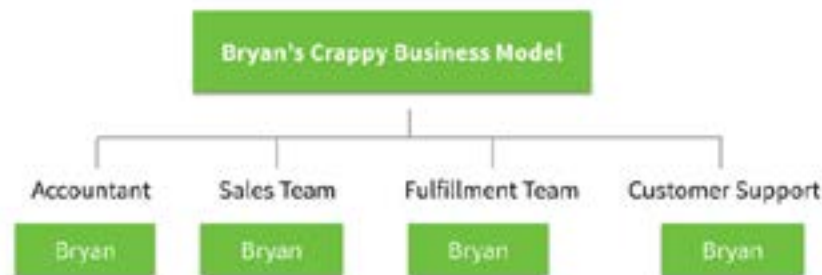 Bryan's Crappy Business Model
Accountant Sales Team Fulfillment Team Customer Support
Bryan Bryan Bryan Bryan